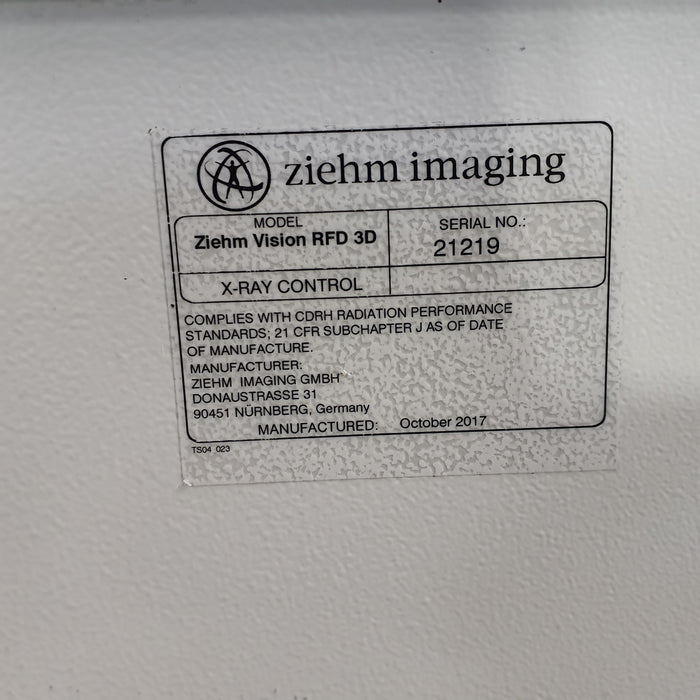 ziehm imaging
MODEL
Ziehm Vision RFD 3D
SERIAL NO.:
21219
X-RAY CONTROL
COMPLIES WITH CDRH RADIATION PERFORMANCE
STANDARDS; 21 CFR SUBCHAPTER J AS OF DATE
OF MANUFACTURE.
MANUFACTURER:
ZIEHM IMAGING GMBH
DONAUSTRASSE 31
90451 NÜRNBERG, Germany
MANUFACTURED: October 2017
TS04_023